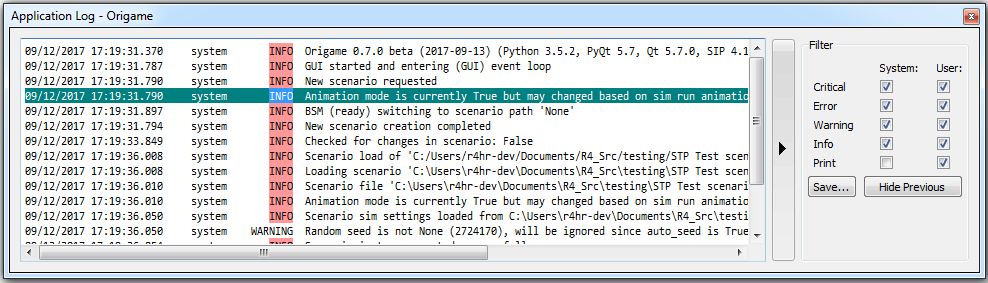 Application Log - Origame
09/12/2017 17:19:31.370 system INFO Origame 0.7.0 beta (2017-09-13) (Python 3.5.2, PyQt 5.7, Qt 5.7.0, SIP 4.1
09/12/2017 17:19:31.787 system INFO GUI started and entering (GUI) event loop
09/12/2017 17:19:31.790 system INFO New scenario requested
09/12/2017 17:19:31.790 system INFO Animation mode is currently True but may changed based on sim run animatio
09/12/2017 17:19:31.897 system INFO BSM (ready) switching to scenario path 'None'
09/12/2017 17:19:31.794 system INFO New scenario creation completed
09/12/2017 17:19:33.849 system INFO Checked for changes in scenario: False
09/12/2017 17:19:36.008 system INFO Scenario load of 'C:/Users/r4hr-dev/Documents/R4_Src/testing/STP Test scen
09/12/2017 17:19:36.008 system INFO Loading scenario 'C:\Users\r4hr-dev\Documents\R4_Src\testing\STP Test scen
09/12/2017 17:19:36.010 system INFO Scenario file 'C:\Users\r4hr-dev\Documents\R4_Src\testing\STP Test scenari
09/12/2017 17:19:36.010 system INFO Animation mode is currently True but may changed based on sim run animatio
09/12/2017 17:19:36.050 system INFO Scenario sim settings loaded from C:\Users\r4hr-dev\Documents\R4_Src\testi
09/12/2017 17:19:36.050 system WARNING Random seed is not None (2724170), will be ignored since auto_seed is True
Filter
System: User:
Critical
Error
Warning
Info
Print
Save... Hide Previous